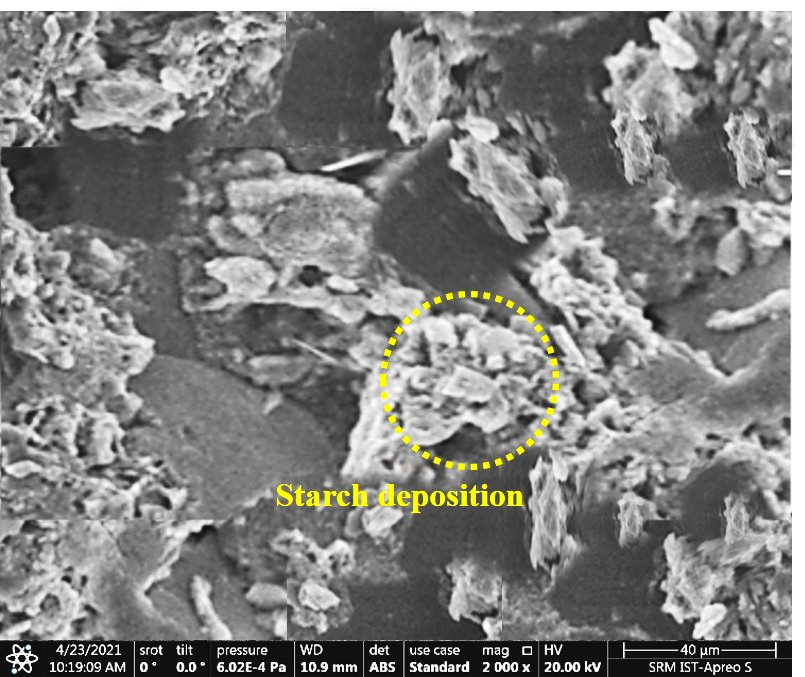 Starch deposition
4/23/2021 srot tilt pressure WD det use case mag HV 40 µm
10:19:09 AM 0 ° 0.0 ° 6.02E-4 Pa 10.9 mm ABS Standard 2 000 x 20.00 kV SRM IST-Apreo S